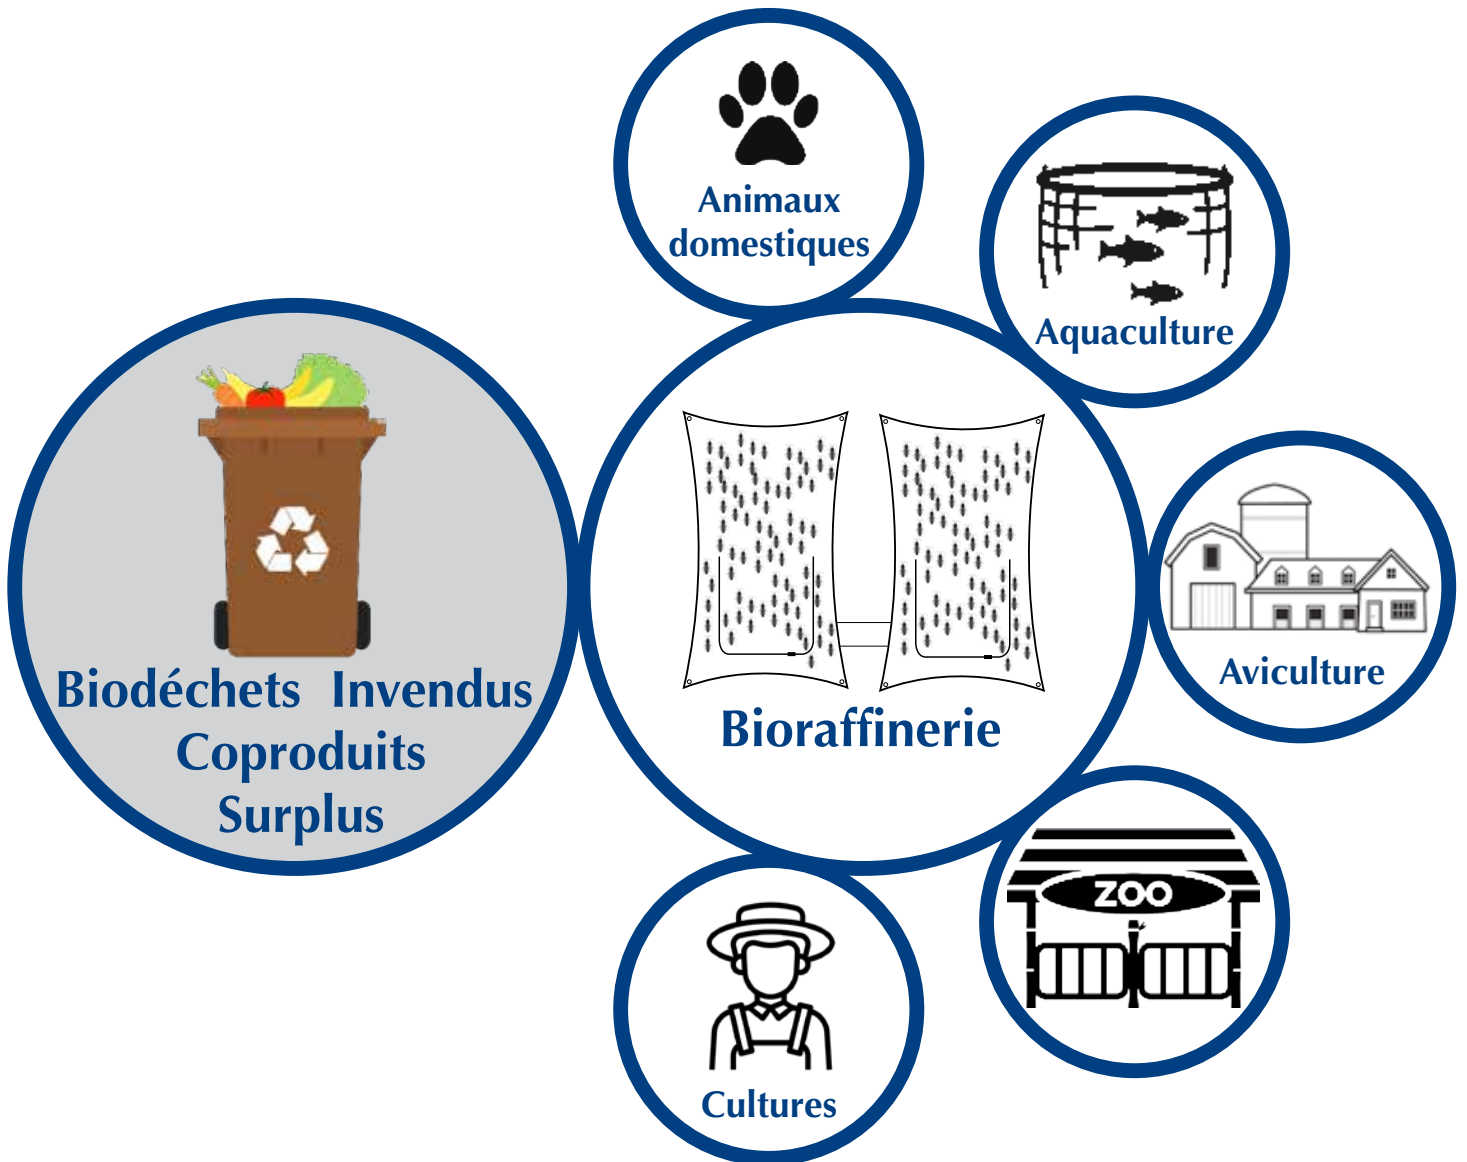 Animaux
domestiques
Aquaculture
Biodéchets Invendus
Coproduits
Surplus
Bioraffinerie
Aviculture
ZOO
Cultures